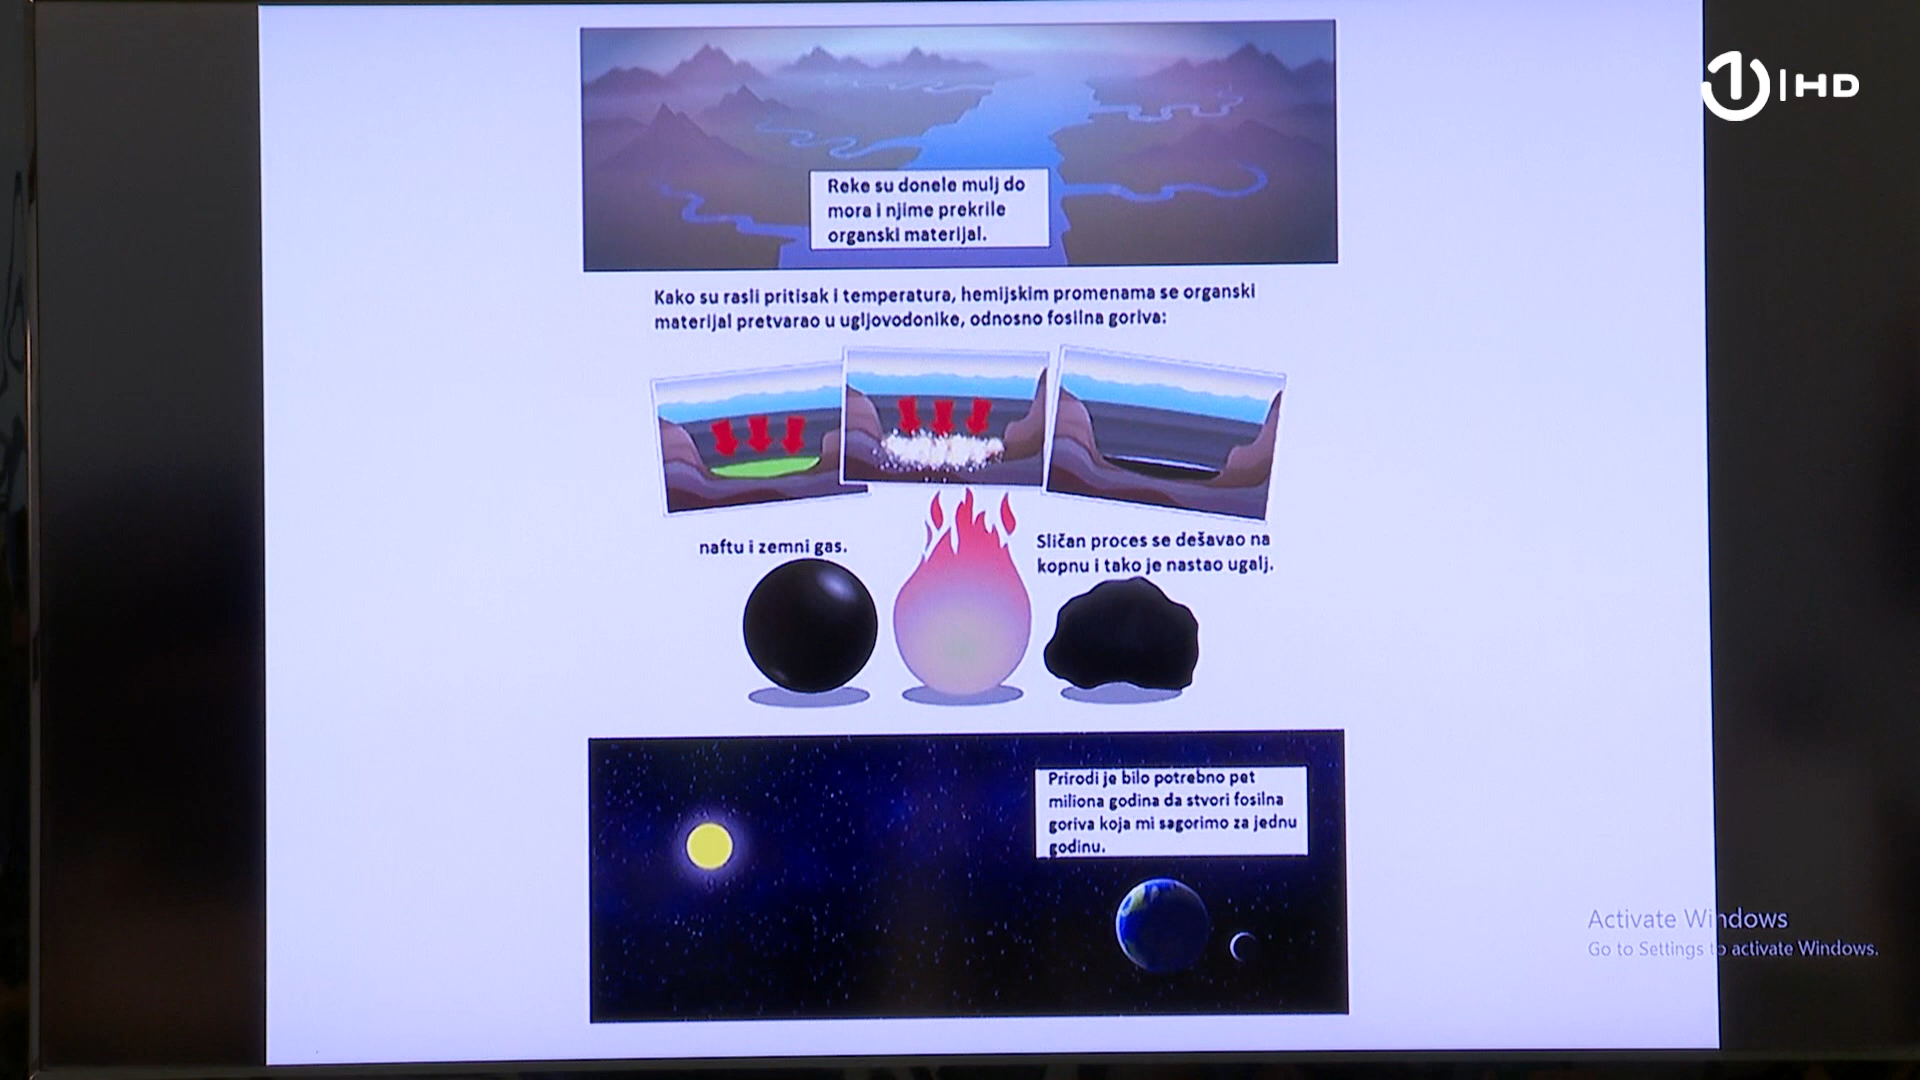 1 HD
Reke su donele mulj do
mora i njime prekrile
organski materijal.
Kako su rasli pritisak i temperatura, hemijskim promenama se organski
materijal pretvarao u ugljovodonike, odnosno fosilna goriva:
naftu i zemni gas.
Sličan proces se dešavao na
kopnu i tako je nastao ugalj.
Prirodi je bilo potrebno pet
miliona godina da stvori fosilna
goriva koja mi sagorimo za jednu
godinu.
Activate Windows
Go to Settings to activate Windows.